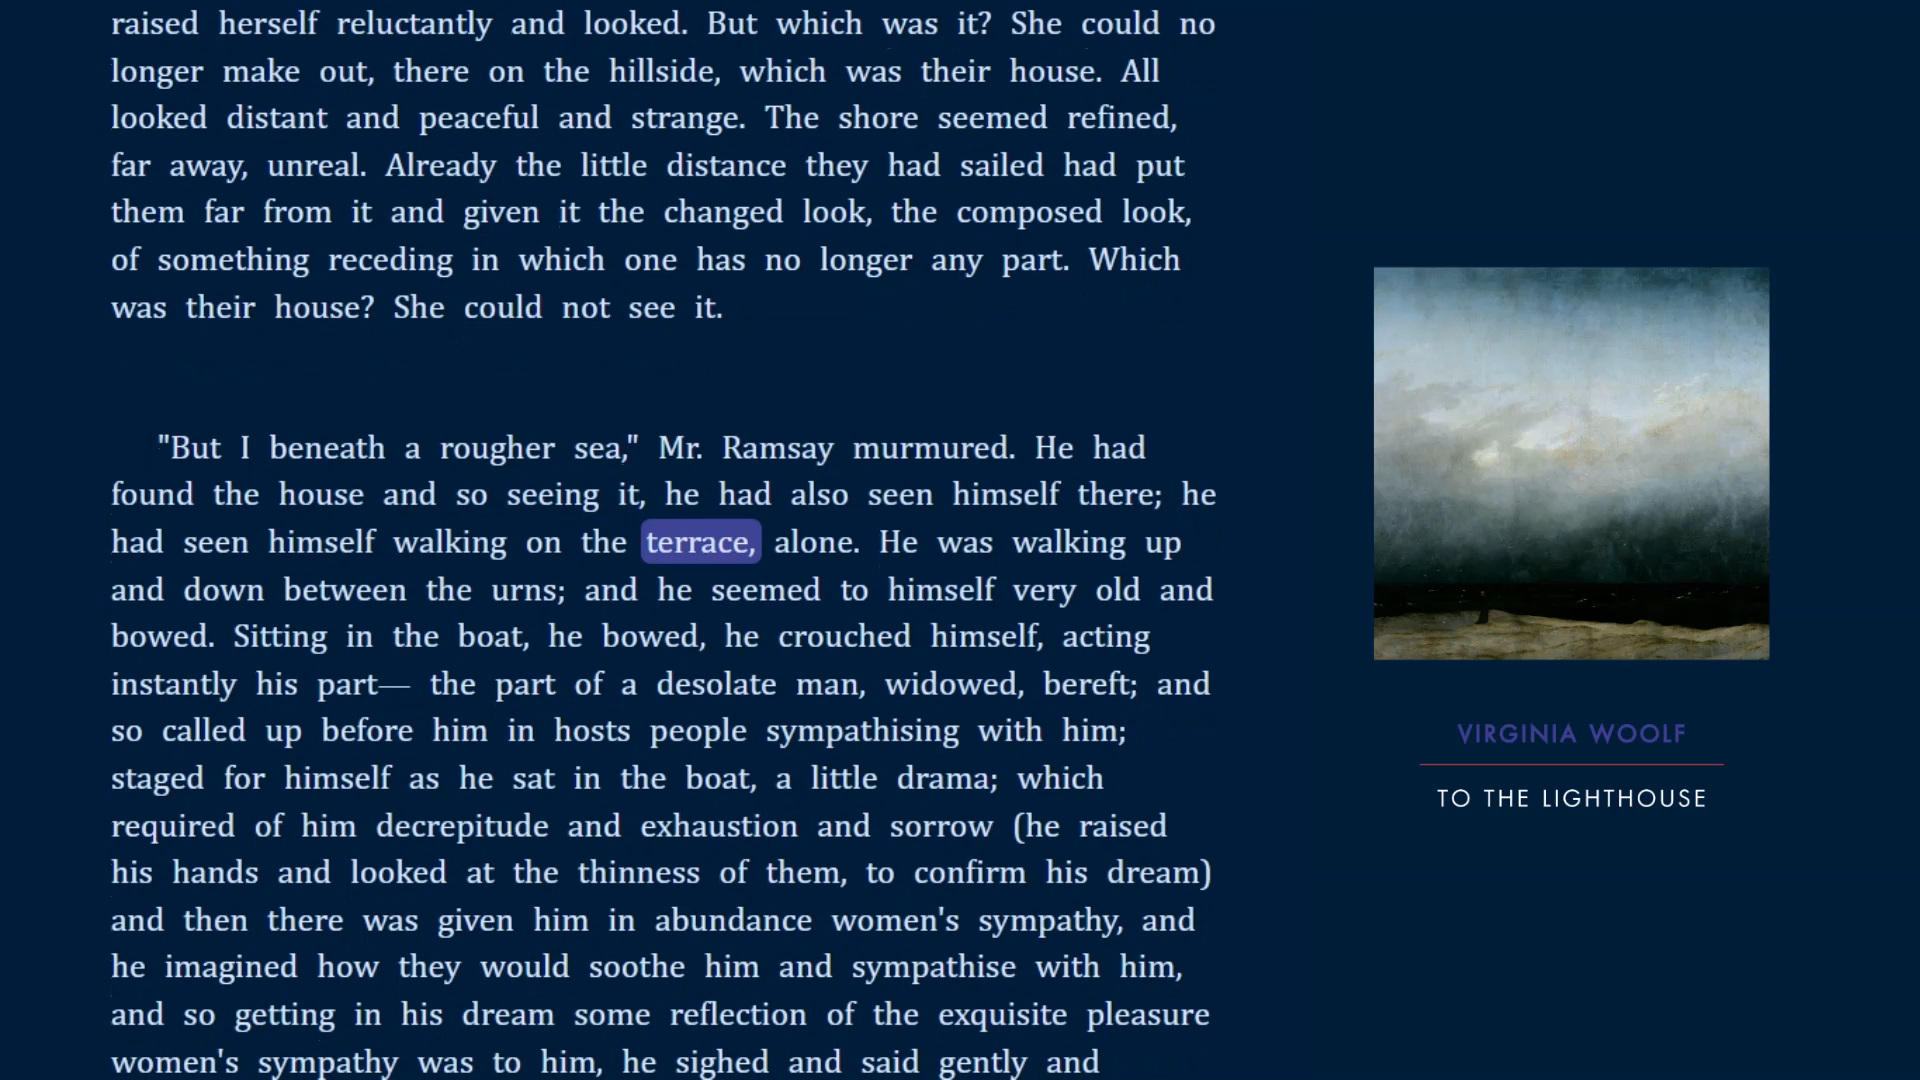 raised herself reluctantly and looked. But which was it? She could no
longer make out, there on the hillside, which was their house. All
looked distant and peaceful and strange. The shore seemed refined,
far away, unreal. Already the little distance they had sailed had put
them far from it and given it the changed look, the composed look,
of something receding in which one has no longer any part. Which
was their house? She could not see it.
"But I beneath a rougher sea," Mr. Ramsay murmured. He had
found the house and so seeing it, he had also seen himself there; he
had seen himself walking on the terrace, alone. He was walking up
and down between the urns; and he seemed to himself very old and
bowed. Sitting in the boat, he bowed, he crouched himself, acting
instantly his part— the part of a desolate man, widowed, bereft; and
so called up before him in hosts people sympathising with him;
staged for himself as he sat in the boat, a little drama; which
required of him decrepitude and exhaustion and sorrow (he raised
his hands and looked at the thinness of them, to confirm his dream)
and then there was given him in abundance women's sympathy, and
he imagined how they would soothe him and sympathise with him,
and so getting in his dream some reflection of the exquisite pleasure
women's sympathy was to him, he sighed and said gently and
VIRGINIA WOOLF
TO THE LIGHTHOUSE